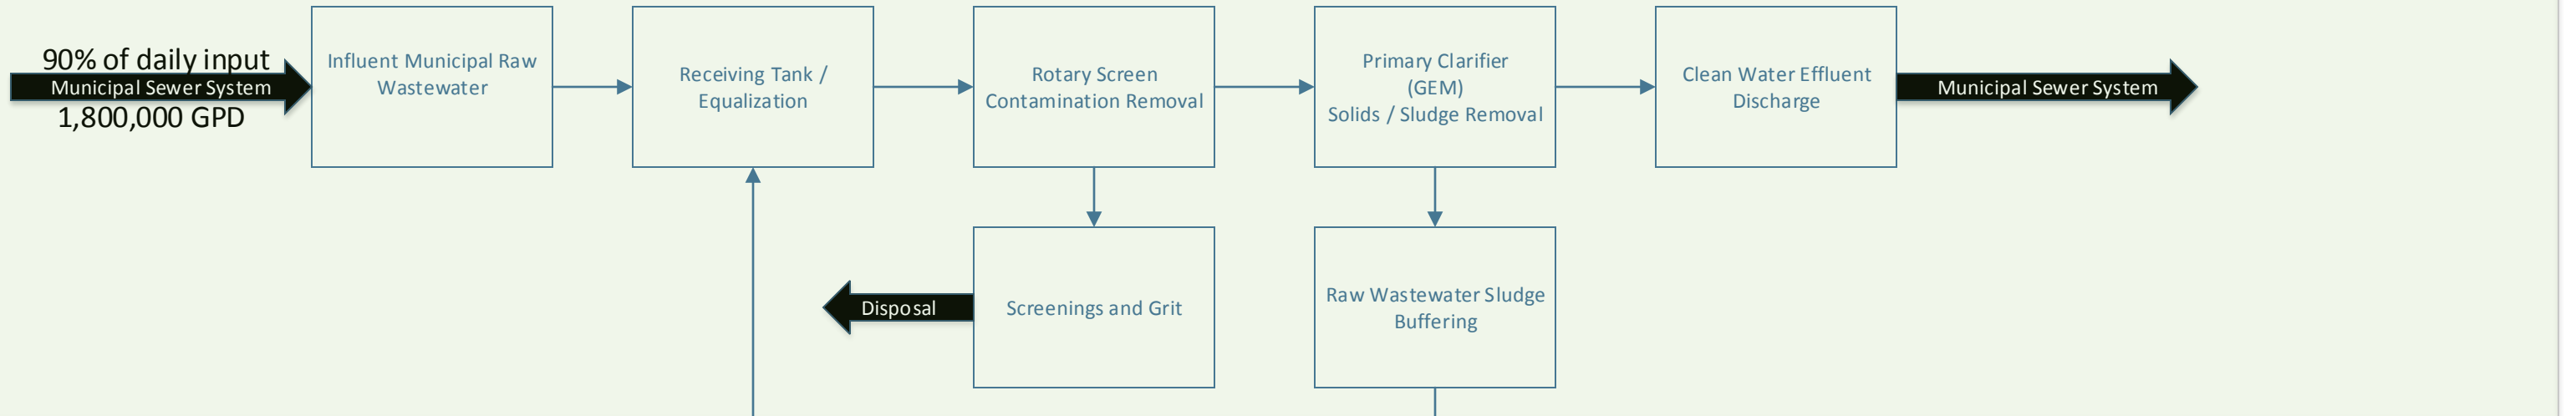 90% of daily input
Municipal Sewer System
1,800,000 GPD
Influent Municipal Raw
Wastewater
Receiving Tank /
Equalization
Rotary Screen
Contamination Removal
Primary Clarifier
(GEM)
Solids / Sludge Removal
Clean Water Effluent
Discharge
Municipal Sewer System
Disposal
Screenings and Grit
Raw Wastewater Sludge
Buffering